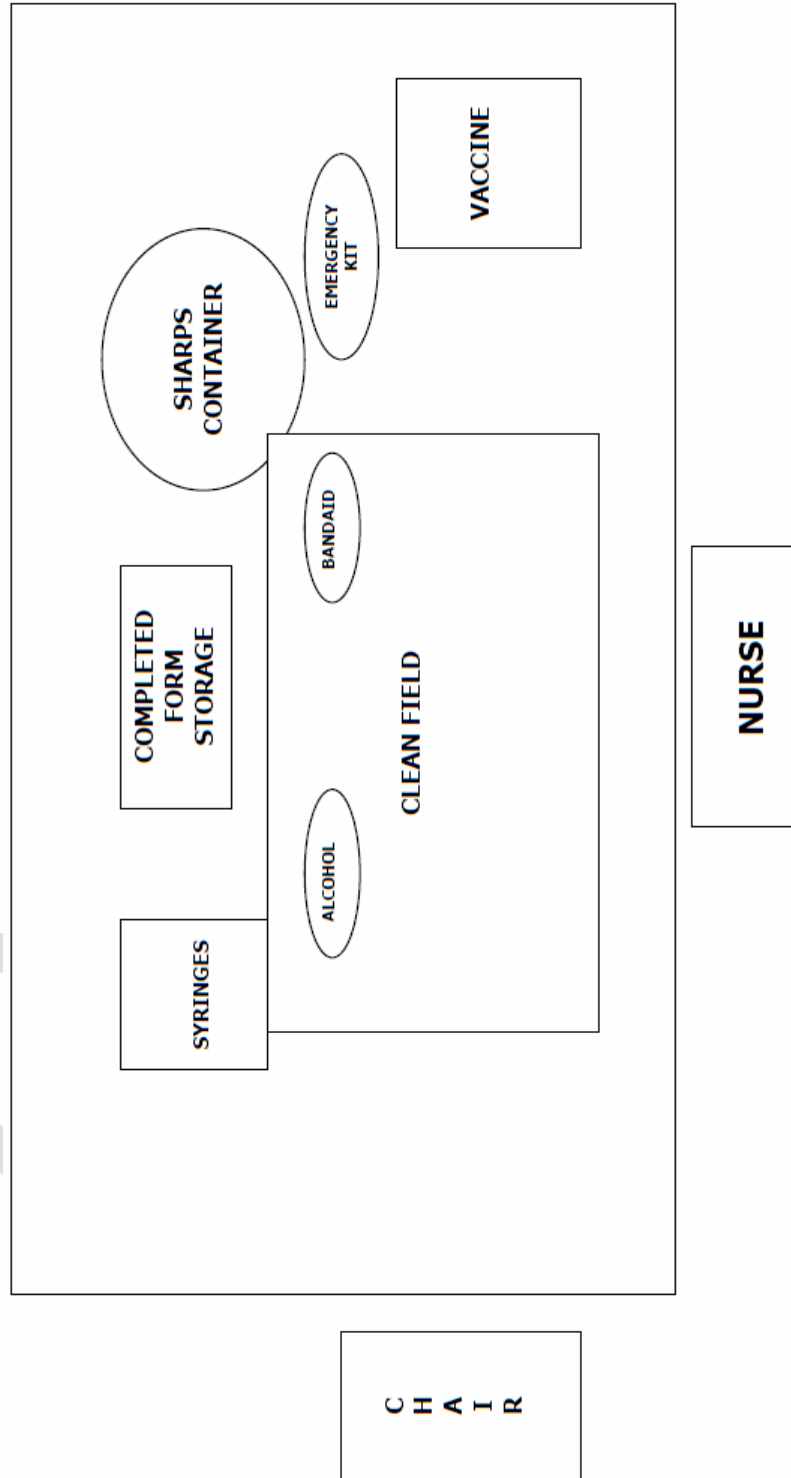 SYRINGES
COMPLETED
FORM
STORAGE
SHARPS
CONTAINER
ALCOHOL
BANDAID
EMERGENCY
KIT
CLEAN FIELD
VACCINE
C
H
A
I
R
NURSE